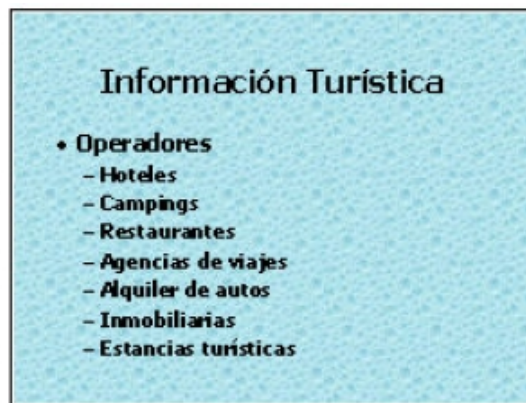 Información Turística
• Operadores
– Hoteles
– Campings
– Restaurantes
– Agencias de viajes
– Alquiler de autos
– Inmobiliarias
– Estancias turísticas